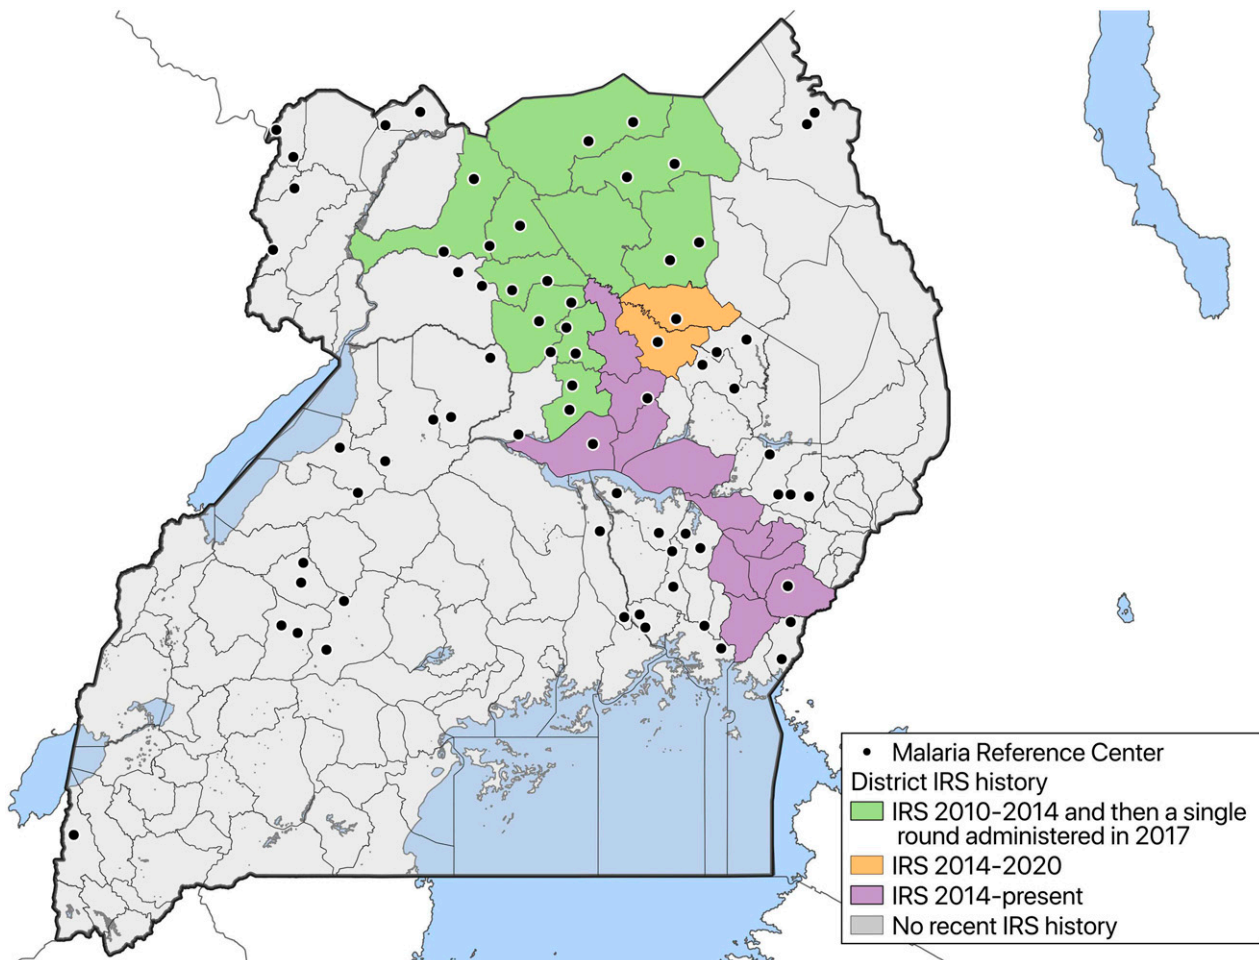 Malaria Reference Center
District IRS history
IRS 2010-2014 and then a single
round administered in 2017
IRS 2014-2020
IRS 2014-present
No recent IRS history